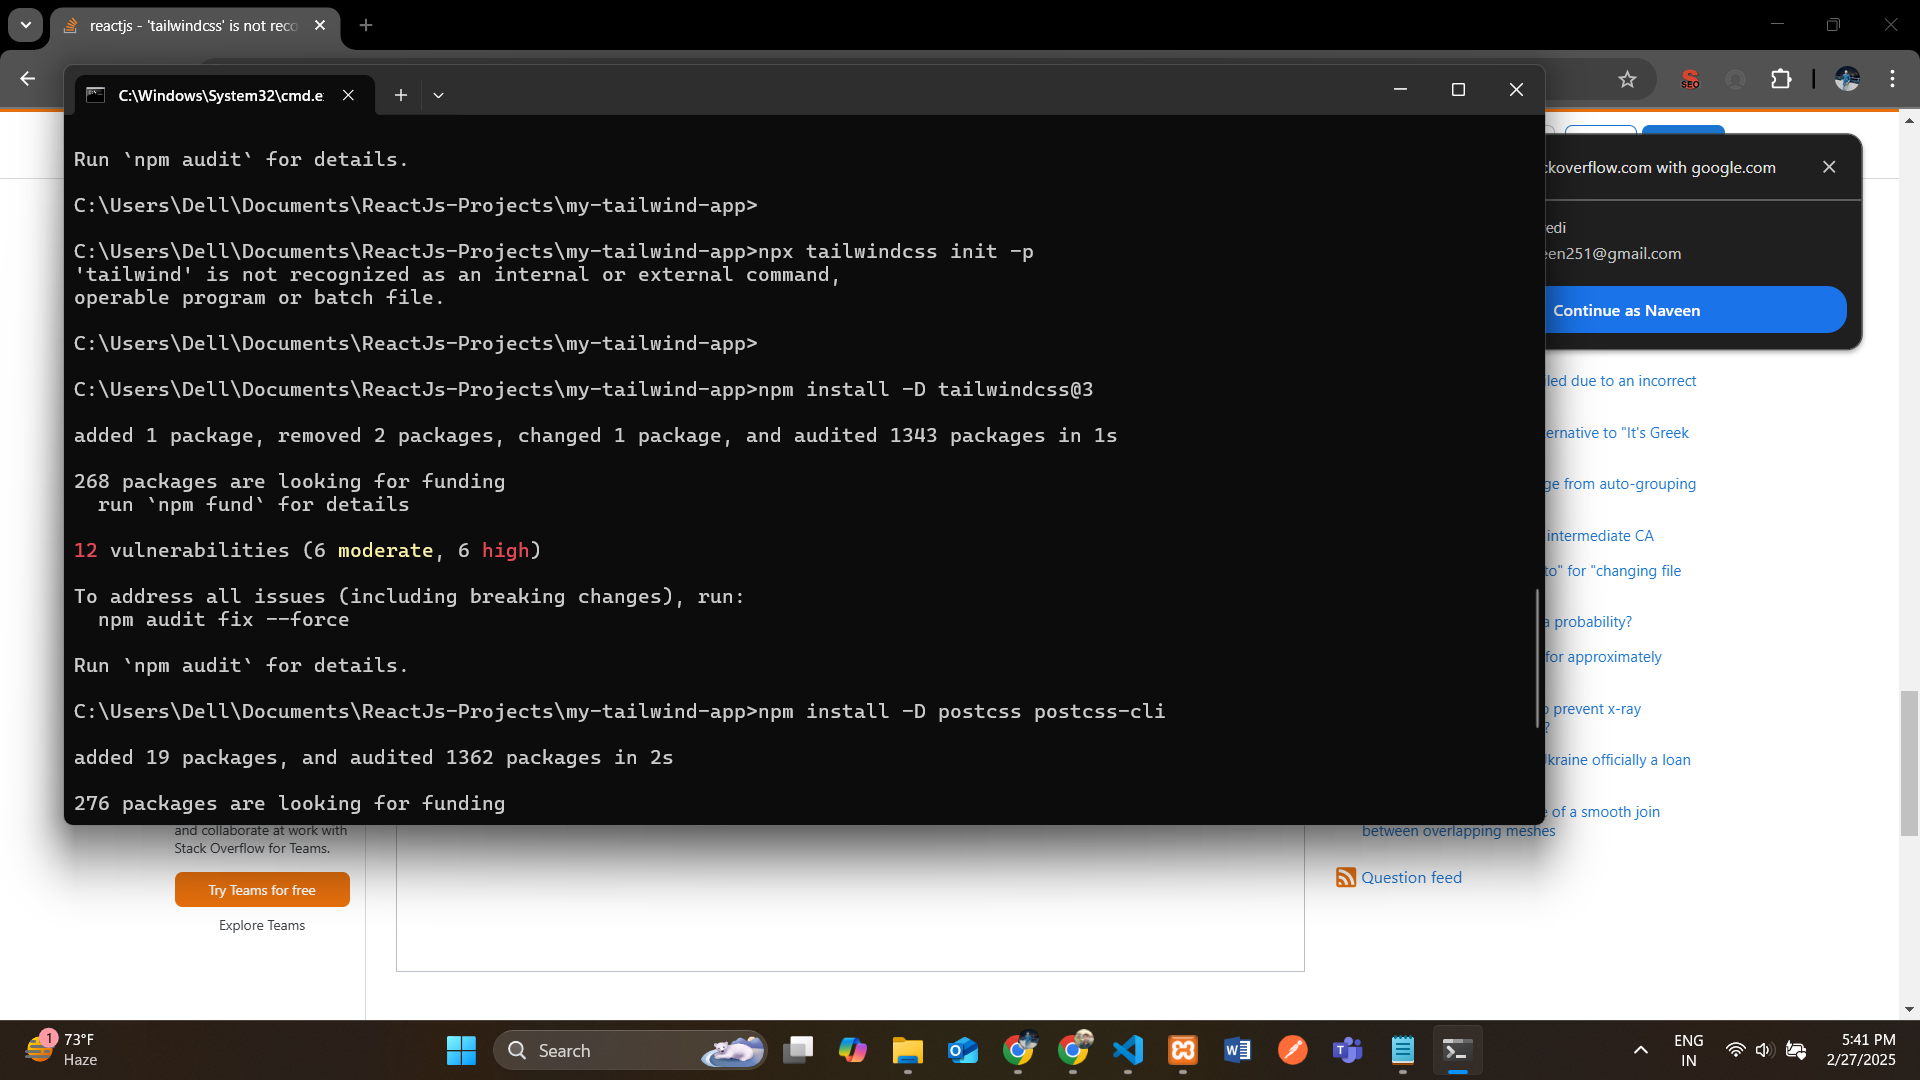 reactjs - 'tailwindcss' is not reco
C:\Windows\System32\cmd.e:
SEO
Run `npm audit` for details.
C:\Users\Dell\Documents\ReactJs-Projects\my-tailwind-app>
C:\Users\Dell\Documents\ReactJs-Projects\my-tailwind-app>npx tailwindcss init -p
'tailwind' is not recognized as an internal or external command,
operable program or batch file.
C:\Users\Dell\Documents\ReactJs-Projects\my-tailwind-app>
C:\Users\Dell\Documents\ReactJs-Projects\my-tailwind-app>npm install -D tailwindcss@3
added 1 package, removed 2 packages, changed 1 package, and audited 1343 packages in 1s
268 packages are looking for funding
run `npm fund` for details
12 vulnerabilities (6 moderate, 6 high)
To address all issues (including breaking changes), run:
npm audit fix --force
Run `npm audit` for details.
C:\Users\Dell\Documents\ReactJs-Projects\my-tailwind-app>npm install -D postcss postcss-cli
added 19 packages, and audited 1362 packages in 2s
276 packages are looking for funding
ckoverflow.com with google.com
edi
een251@gmail.com
Continue as Naveen
led due to an incorrect
ernative to "It's Greek
ge from auto-grouping
intermediate CA
to" for "changing file
a probability?
for approximately
prevent x-ray
?
Ukraine officially a loan
e of a smooth join
between overlapping meshes
Question feed
and collaborate at work with
Stack Overflow for Teams.
Try Teams for free
Explore Teams
1
73°F
Haze
Search
ENG
IN
5:41 PM
2/27/2025